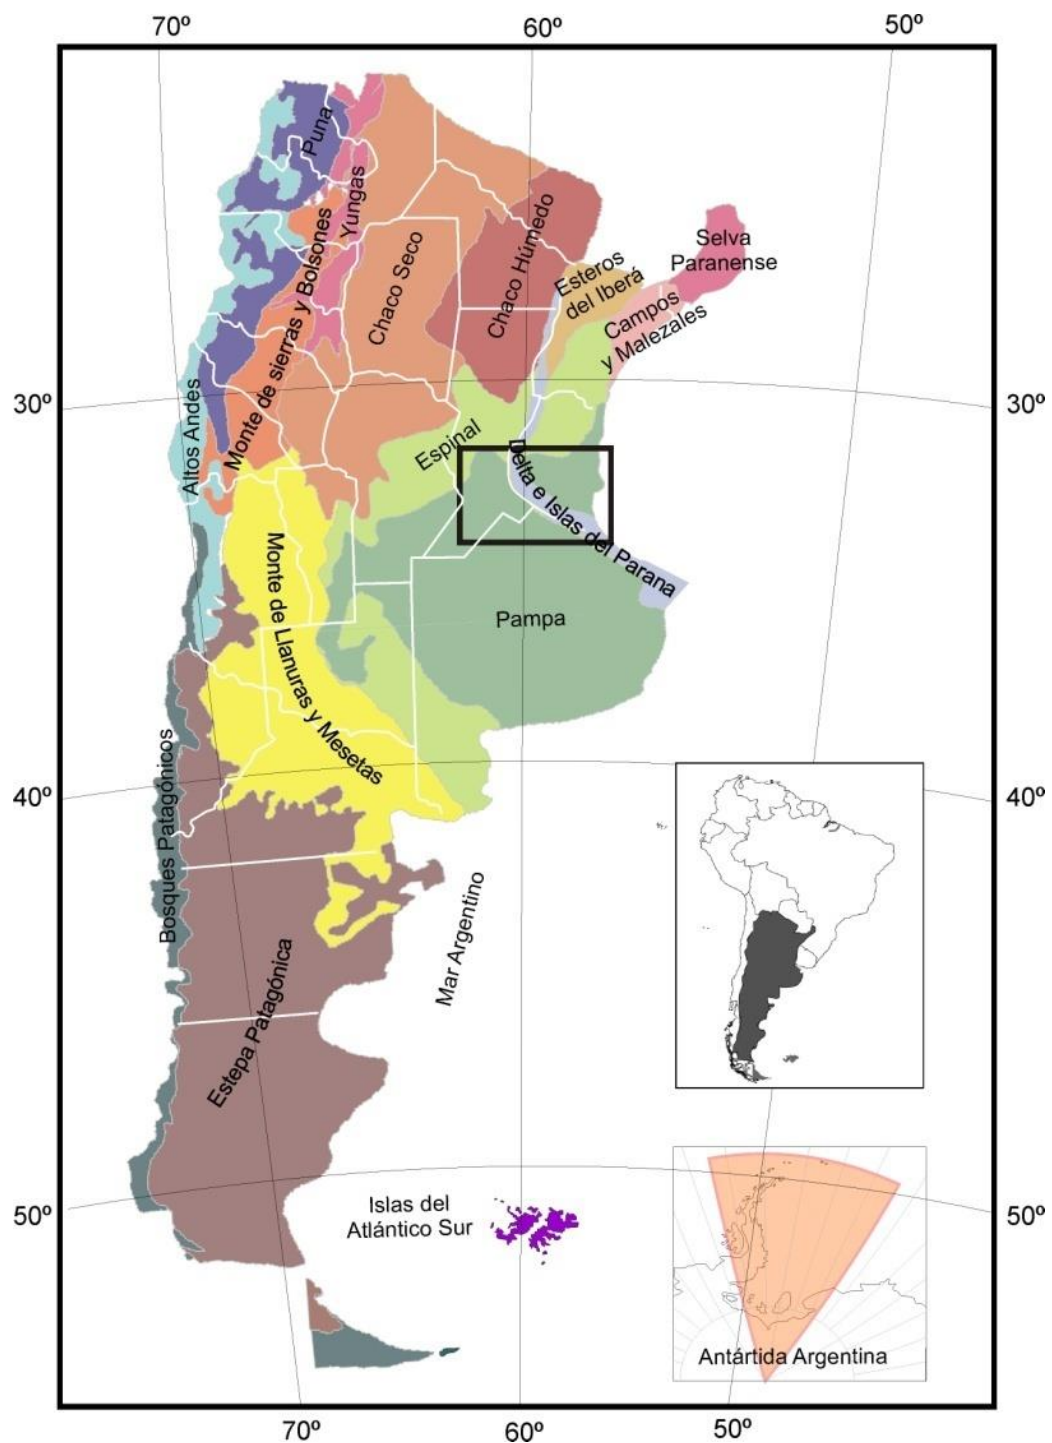 70º
60º
50º
Puna
Yungas
Selva
Paranense
Chaco Húmedo
Esteros
del Iberá
Chaco Seco
Monte de sierras y Bolsones
Campos
y Malezales
30º
30º
Altos Andes
Espinal
Delta e Islas del Parana
Monte de Llanuras y Mesetas
Pampa
40º
40º
Bosques Patagónicos
Mar Argentino
Estepa Patagónica
50º
Islas del
Atlántico Sur
50º
Antártida Argentina
70º
60º
50º